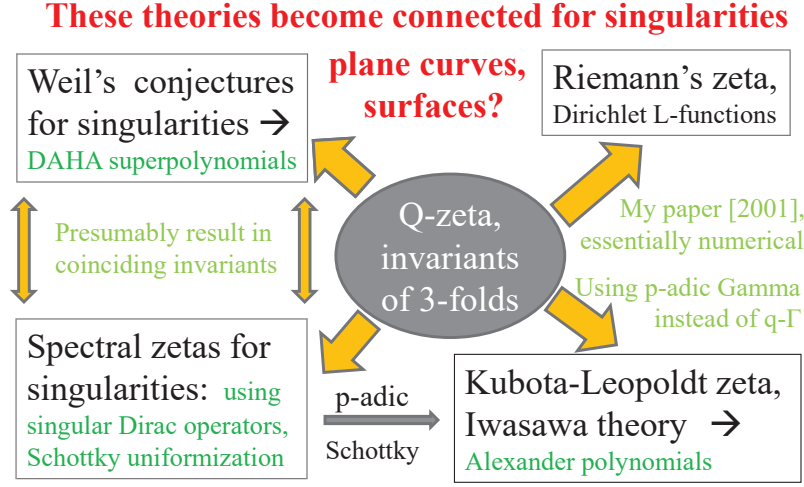 These theories become connected for singularities
plane curves,
surfaces?
Weil's conjectures
for singularities →
DAHA superpolynomials
Riemann's zeta,
Dirichlet L-functions
Q-zeta,
invariants
of 3-folds
Presumably result in
coinciding invariants
My paper [2001],
essentially numerical
Using p-adic Gamma
instead of q-Γ
Spectral zetas for
singularities: using
singular Dirac operators,
Schottky uniformization
p-adic
Schottky
Kubota-Leopoldt zeta,
Iwasawa theory →
Alexander polynomials